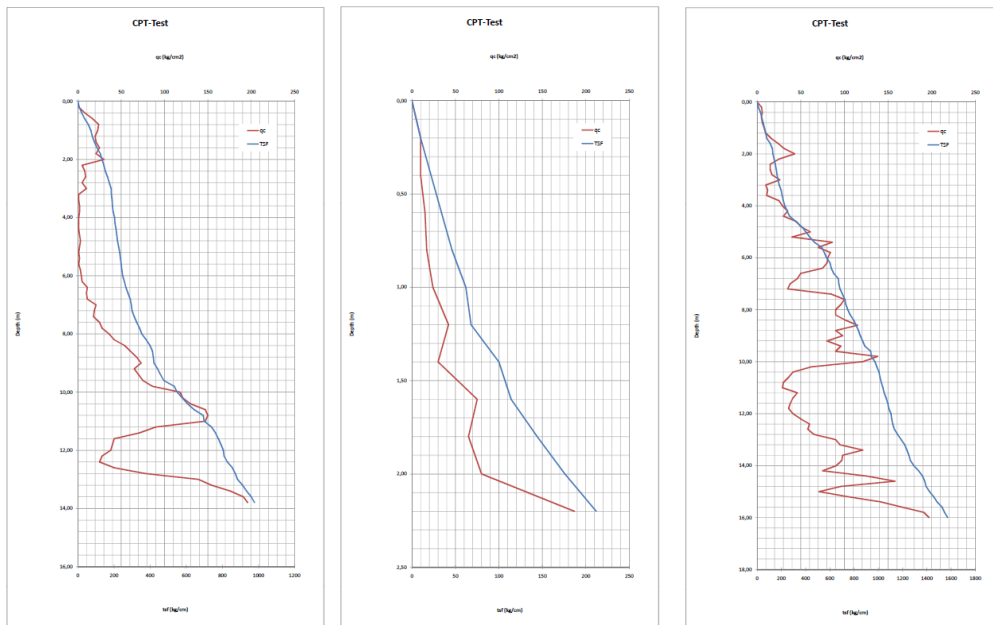 CPT-Test
qc (kg/cm2)
0 50 100 150 200 250
0,00
2,00
4,00
6,00
8,00
10,00
12,00
14,00
16,00
Depth (m)
qc
TSF
0 200 400 600 800 1000 1200
tsf (kg/cm)
CPT-Test
qc (kg/cm2)
0 50 100 150 200 250
0,00
0,50
1,00
1,50
2,00
2,50
Depth (m)
qc
TSF
0 50 100 150 200 250
tsf (kg/cm)
CPT-Test
qc (kg/cm2)
0 50 100 150 200 250
0,00
2,00
4,00
6,00
8,00
10,00
12,00
14,00
16,00
18,00
Depth (m)
qc
TSF
0 200 400 600 800 1000 1200 1400 1600 1800
tsf (kg/cm)